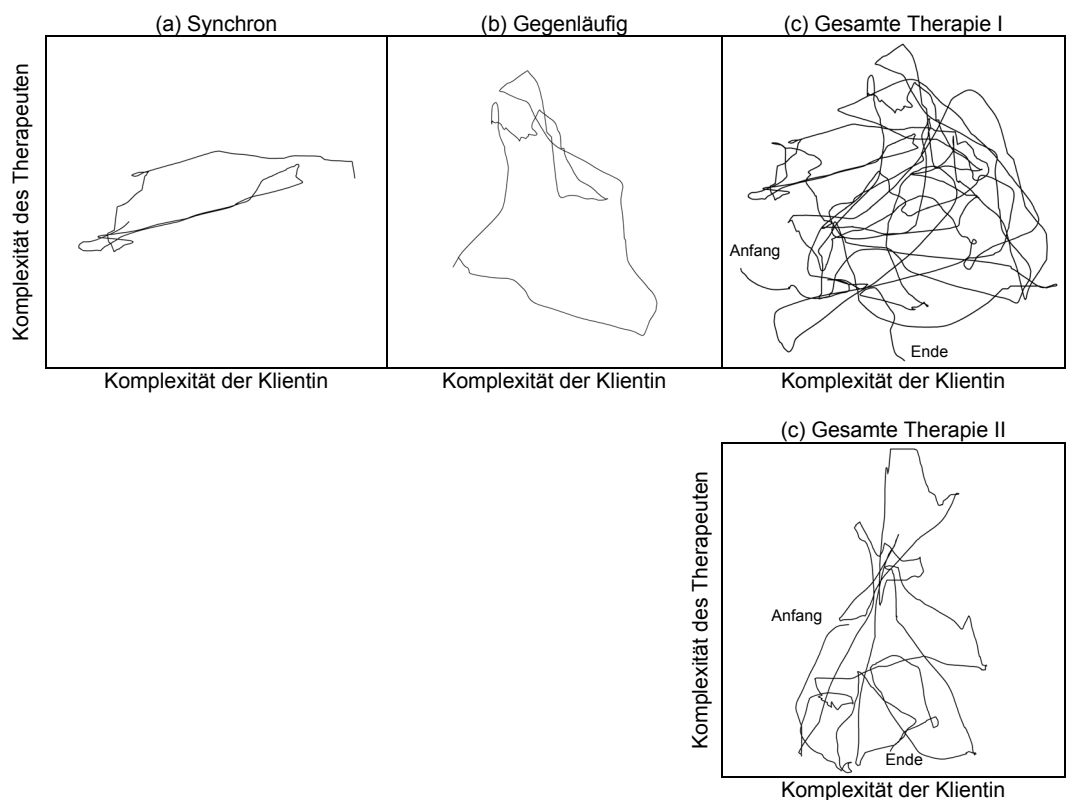 (a) Synchron
(b) Gegenläufig
(c) Gesamte Therapie I
Komplexität des Therapeuten
Anfang
Ende
Komplexität der Klientin
Komplexität der Klientin
Komplexität der Klientin
(c) Gesamte Therapie II
Komplexität des Therapeuten
Anfang
Ende
Komplexität der Klientin